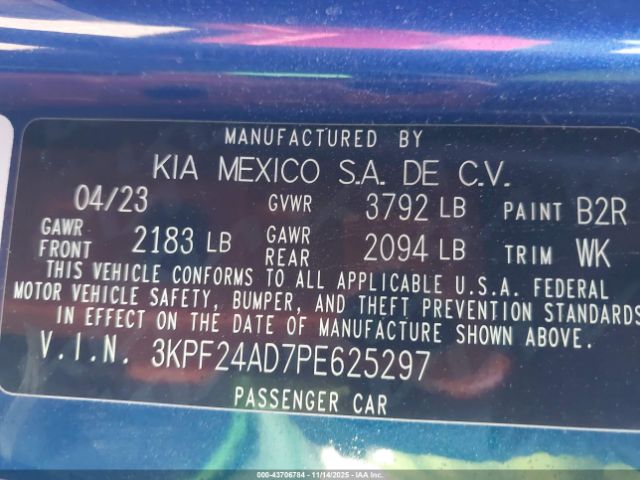 MANUFACTURED BY
KIA MEXICO S.A. DE C.V.
04/23 GVWR 3792 LB PAINT B2R
GAWR FRONT 2183 LB GAWR REAR 2094 LB TRIM WK
THIS VEHICLE CONFORMS TO ALL APPLICABLE U.S.A. FEDERAL
MOTOR VEHICLE SAFETY, BUMPER, AND THEFT PREVENTION STANDARDS
IN EFFECT ON THE DATE OF MANUFACTURE SHOWN ABOVE.
V.I.N. 3KPF24AD7PE625297
PASSENGER CAR
000-43706784 - 11/14/2025 - IAAI.CA